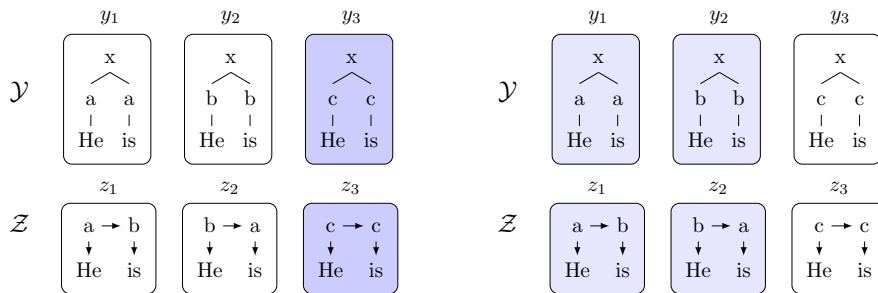 y₁ y₂ y₃ y₁ y₂ y₃
𝒴 x x x 𝒴 x x x
a a b b c c a a b b c c
He is He is He is He is He is He is
z₁ z₂ z₃ z₁ z₂ z₃
𝒵 a → b b → a c → c 𝒵 a → b b → a c → c
He is He is He is He is He is He is